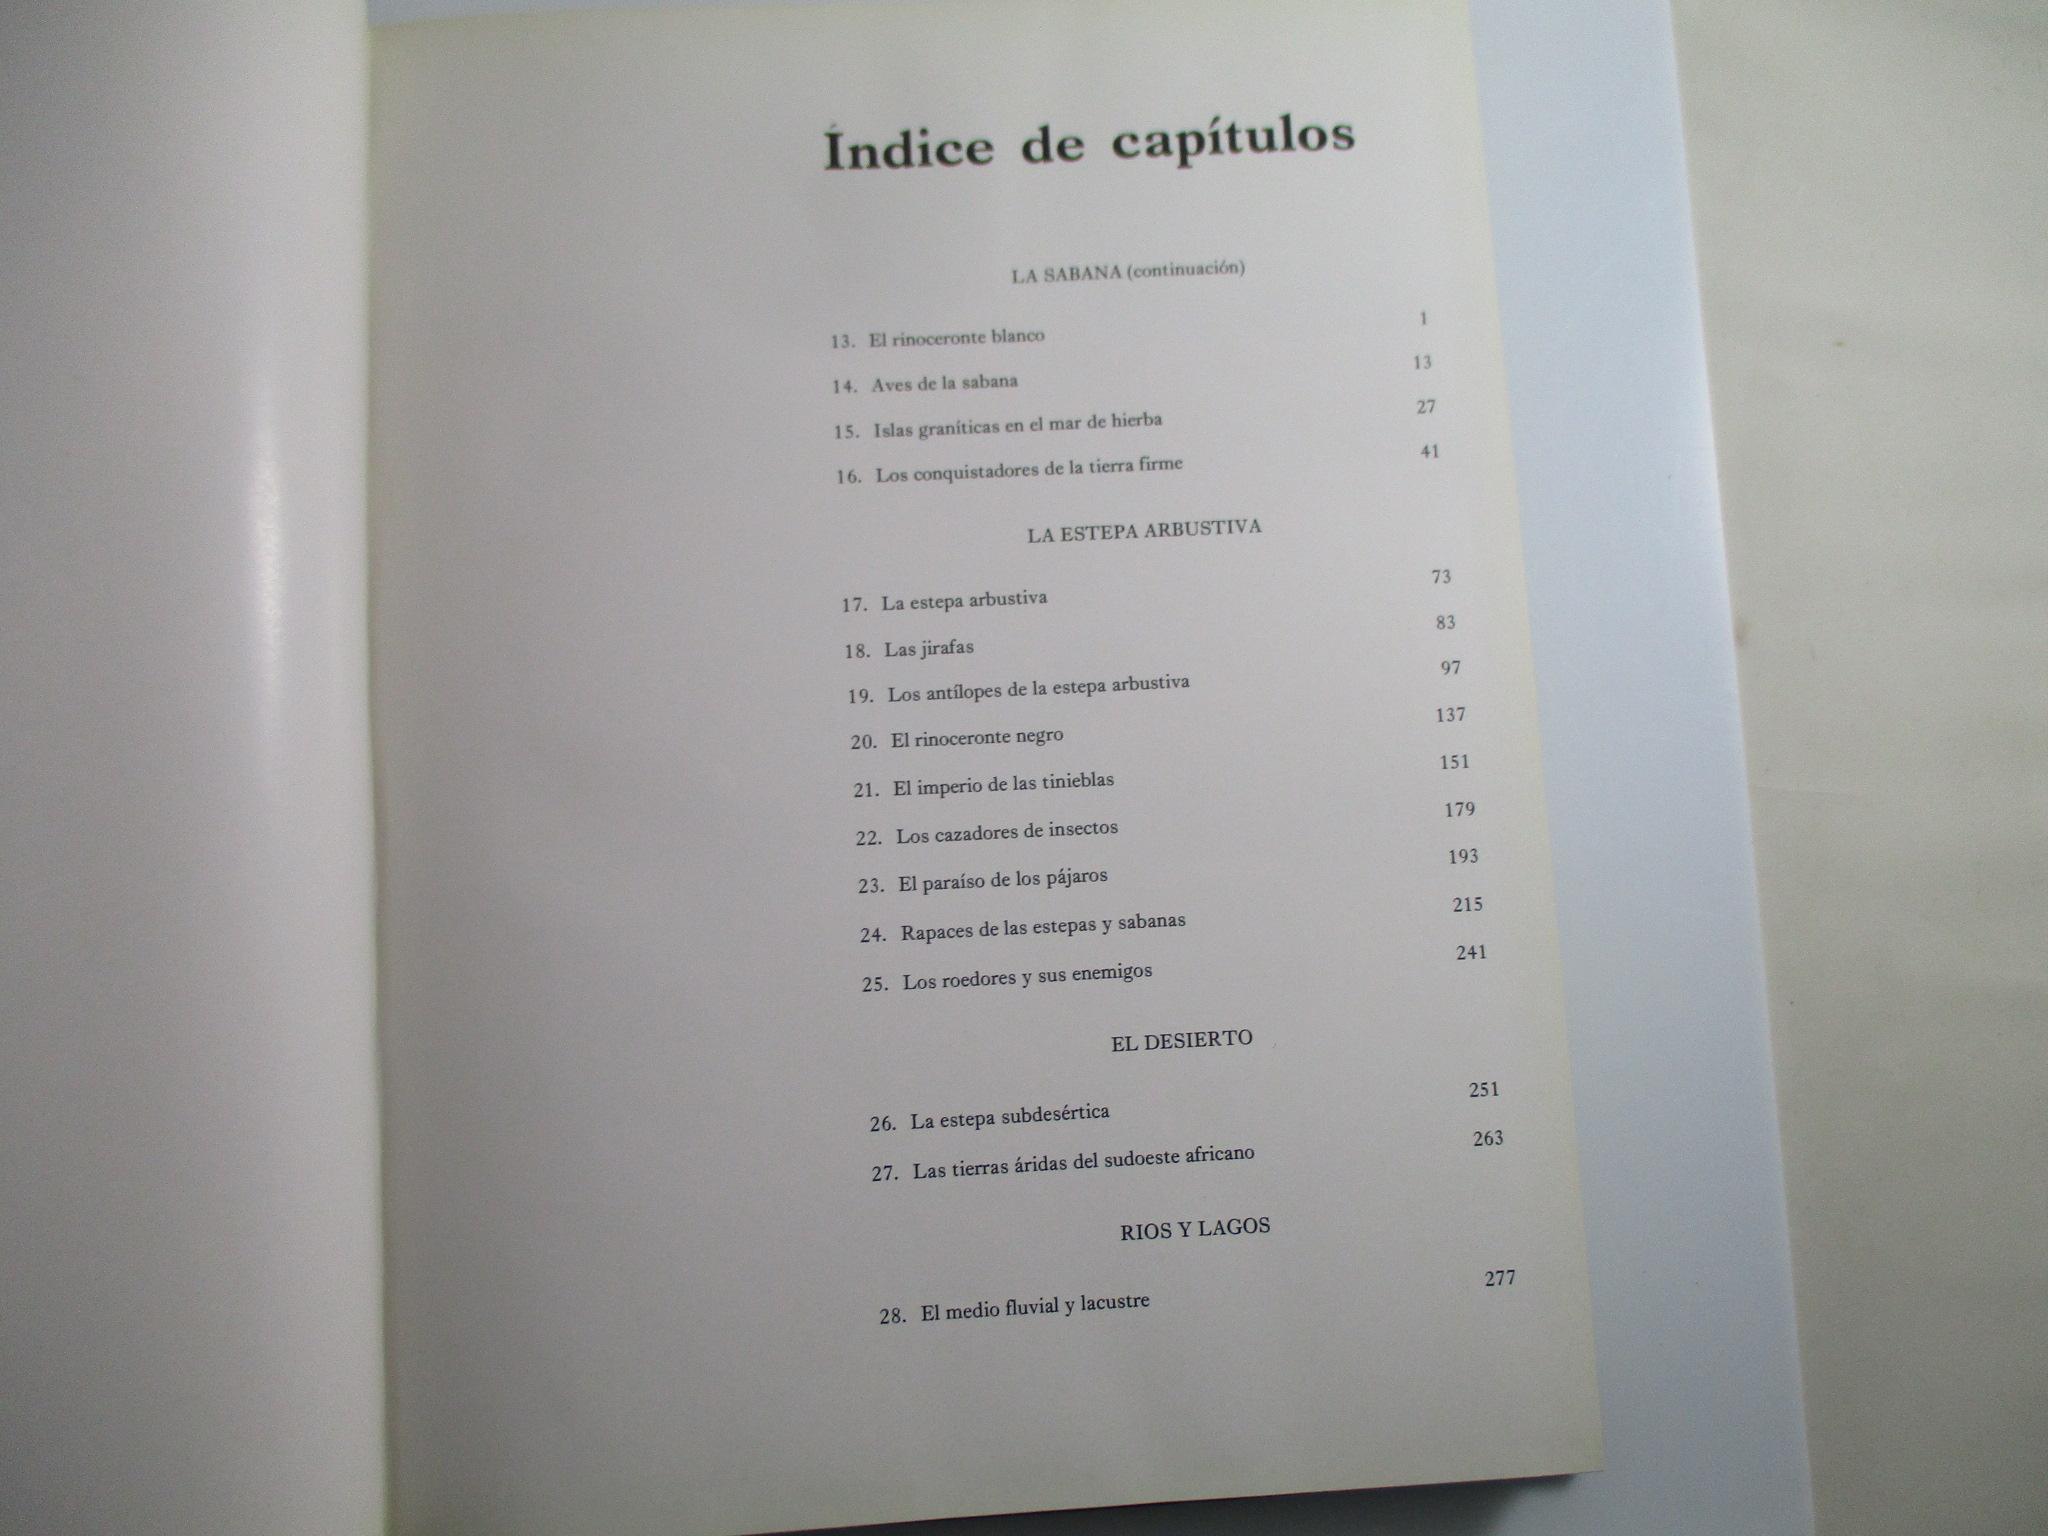 Índice de capítulos
LA SABANA (continuación)
13. El rinoceronte blanco 1
14. Aves de la sabana 13
15. Islas graníticas en el mar de hierba 27
16. Los conquistadores de la tierra firme 41
LA ESTEPA ARBUSTIVA
17. La estepa arbustiva 73
18. Las jirafas 83
19. Los antílopes de la estepa arbustiva 97
20. El rinoceronte negro 137
21. El imperio de las tinieblas 151
22. Los cazadores de insectos 179
23. El paraíso de los pájaros 193
24. Rapaces de las estepas y sabanas 215
25. Los roedores y sus enemigos 241
EL DESIERTO
26. La estepa subdesértica 251
27. Las tierras áridas del sudoeste africano 263
RIOS Y LAGOS
28. El medio fluvial y lacustre 277